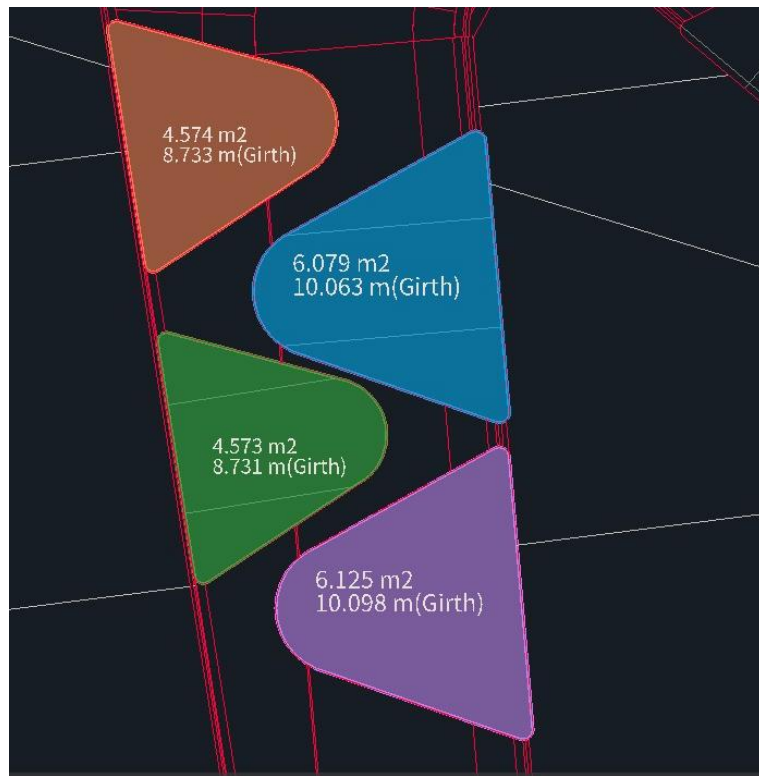 4.574 m2
8.733 m(Girth)
6.079 m2
10.063 m(Girth)
4.573 m2
8.731 m(Girth)
6.125 m2
10.098 m(Girth)